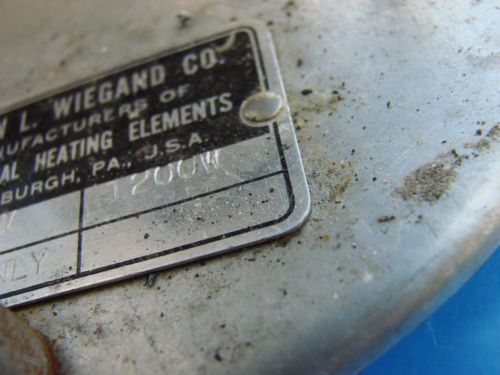 L. WIEGAND CO.
UFACTURERS OF
AL HEATING ELEMENTS
BURGH, PA., U.S.A.
V 1200W
NLY